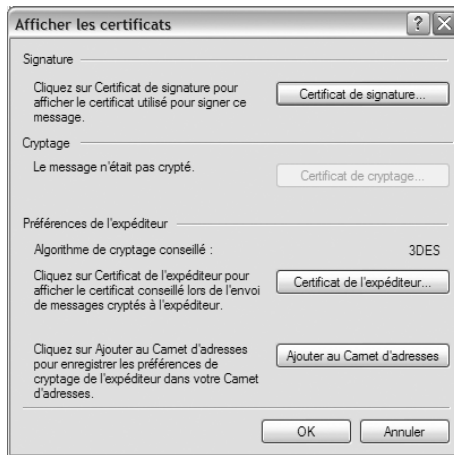 Afficher les certificats
Signature
Cliquez sur Certificat de signature pour
afficher le certificat utilisé pour signer ce
message.
Certificat de signature...
Cryptage
Le message n'était pas crypté.
Certificat de cryptage...
Préférences de l'expéditeur
Algorithme de cryptage conseillé :
3DES
Cliquez sur Certificat de l'expéditeur pour
afficher le certificat conseillé lors de l'envoi
de messages cryptés à l'expéditeur.
Certificat de l'expéditeur...
Cliquez sur Ajouter au Carnet d'adresses
pour enregistrer les préférences de
cryptage de l'expéditeur dans votre Carnet
d'adresses.
Ajouter au Carnet d'adresses
OK
Annuler